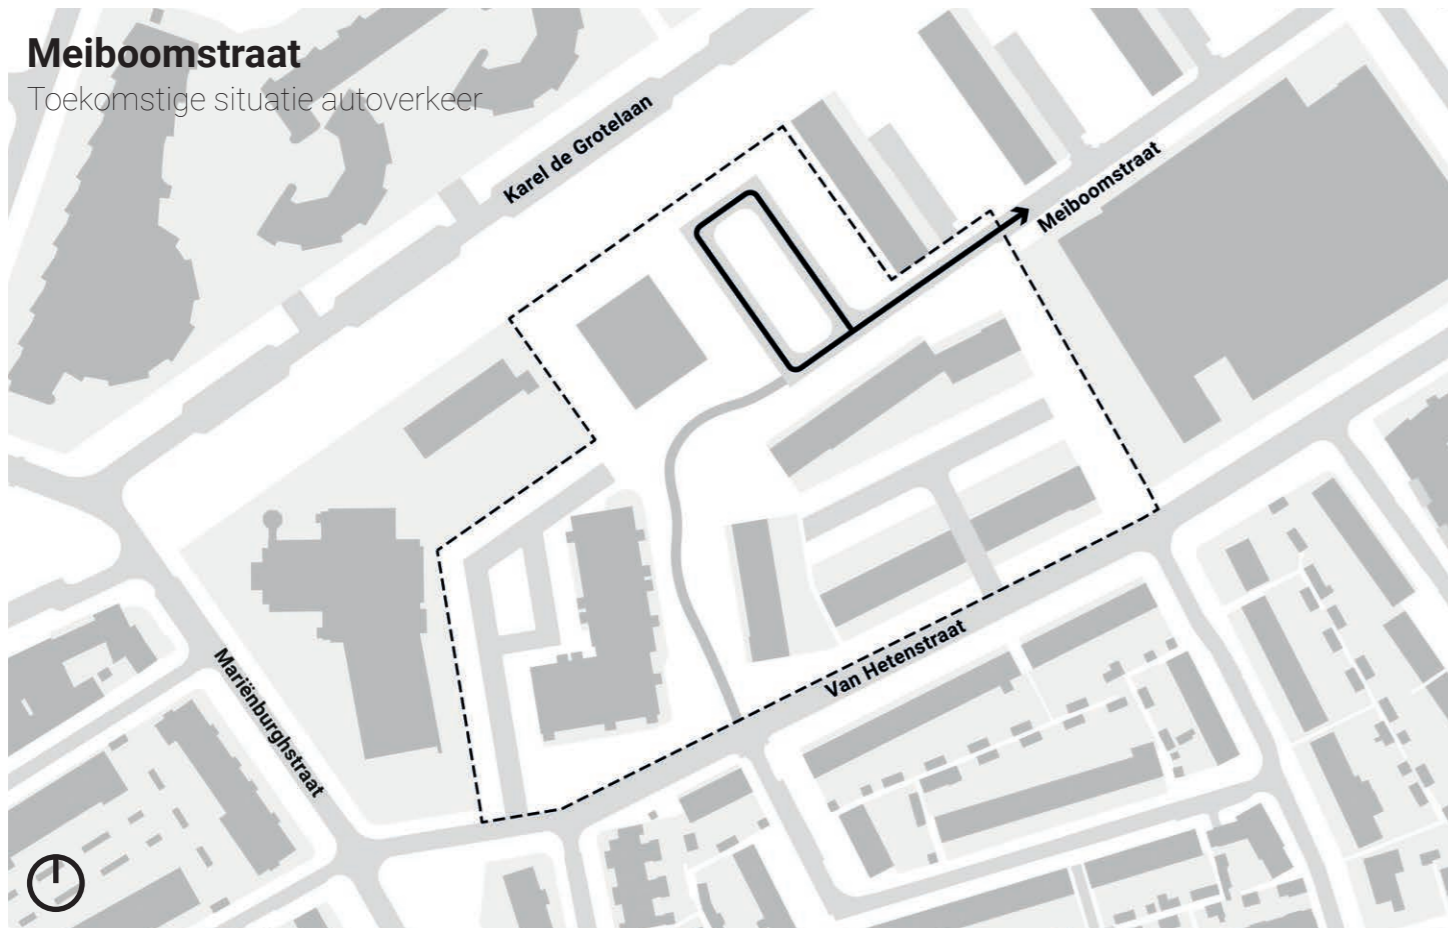 Meiboomstraat
Toekomstige situatie autoverkeer
Karel de Grotelaan
Meiboomstraat
Van Hetenstraat
Mariënburghstraat